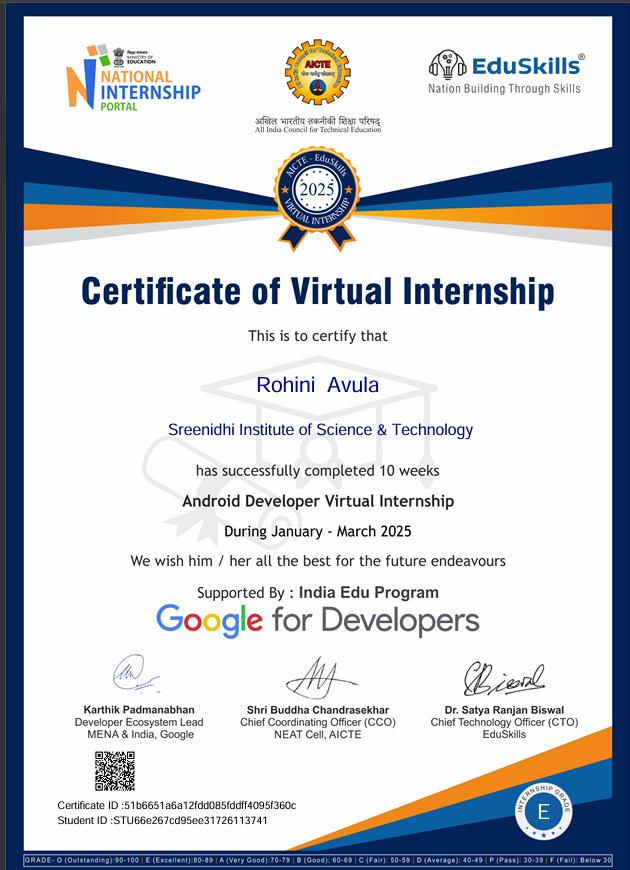 शिक्षा मंत्रालय
MINISTRY OF
EDUCATION
NATIONAL
INTERNSHIP
PORTAL
AICTE
अखिल भारतीय तकनीकी शिक्षा परिषद्
All India Council for Technical Education
EduSkills®
Nation Building Through Skills
AICTE - EduSkills
2025
VIRTUAL INTERNSHIP
Certificate of Virtual Internship
This is to certify that
Rohini Avula
Sreenidhi Institute of Science & Technology
has successfully completed 10 weeks
Android Developer Virtual Internship
During January - March 2025
We wish him / her all the best for the future endeavours
Supported By : India Edu Program
Google for Developers
Karthik Padmanabhan
Developer Ecosystem Lead
MENA & India, Google
Shri Buddha Chandrasekhar
Chief Coordinating Officer (CCO)
NEAT Cell, AICTE
Dr. Satya Ranjan Biswal
Chief Technology Officer (CTO)
EduSkills
Certificate ID :51b6651a6a12fdd085fddff4095f360c
Student ID :STU66e267cd95ee31726113741
INTERNSHIP GRADE
E
GRADE- O (Outstanding):90-100 | E (Excellent):80-89 | A (Very Good):70-79 | B (Good): 60-69 | C (Fair): 50-59 | D (Average): 40-49 | P (Pass): 30-39 | F (Fail): Below 30